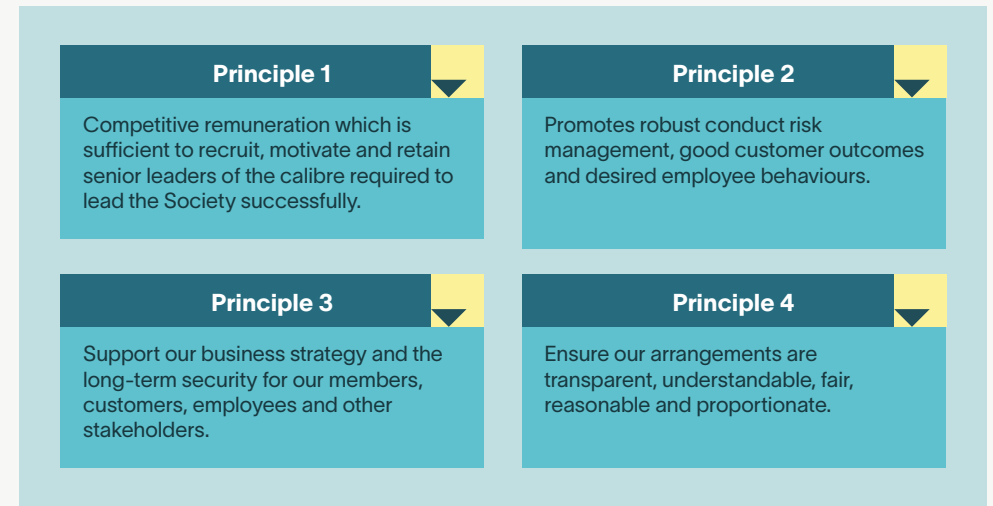 Principle 1
Competitive remuneration which is
sufficient to recruit, motivate and retain
senior leaders of the calibre required to
lead the Society successfully.
Principle 2
Promotes robust conduct risk
management, good customer outcomes
and desired employee behaviours.
Principle 3
Support our business strategy and the
long-term security for our members,
customers, employees and other
stakeholders.
Principle 4
Ensure our arrangements are
transparent, understandable, fair,
reasonable and proportionate.